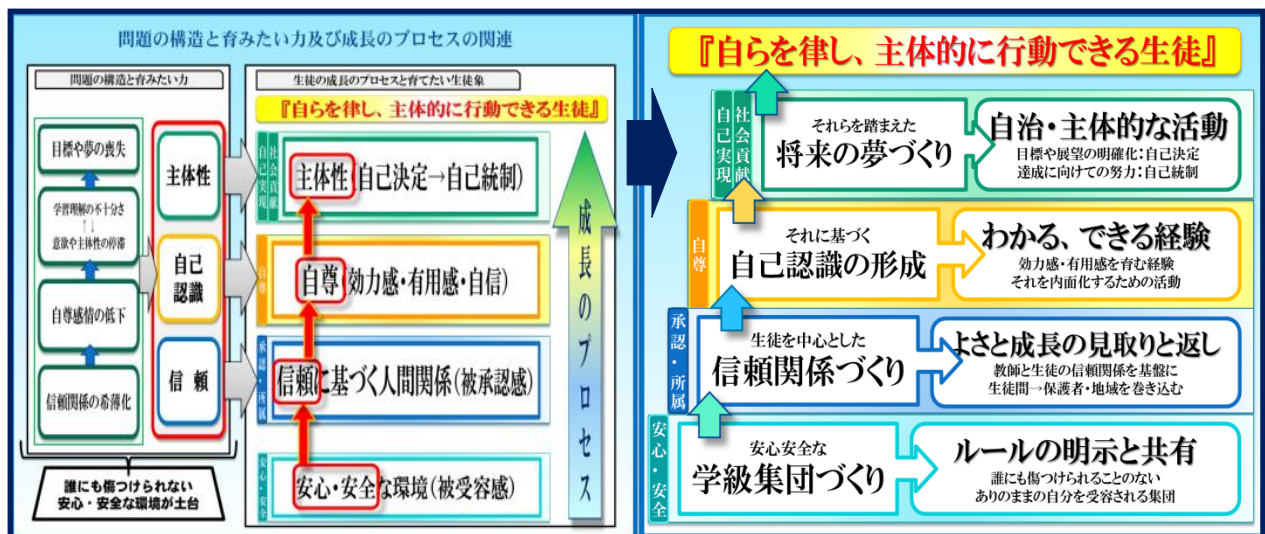 問題の構造と育みたい力及び成長のプロセスの関連
問題の構造と育みたい力
目標や夢の喪失
学習理解の不十分さ
↑↓
意欲や主体性の停滞
自尊感情の低下
信頼関係の希薄化
主体性
自己
認識
信頼
誰にも傷つけられない
安心・安全な環境が土台
生徒の成長のプロセスと育てたい生徒象
『自らを律し、主体的に行動できる生徒』
社会貢献
自己実現
主体性(自己決定→自己統制)
自尊
自尊(効力感・有用感・自信)
承認・所属
信頼に基づく人間関係(被承認感)
安心・安全
安心・安全な環境(被受容感)
成長のプロセス
『自らを律し、主体的に行動できる生徒』
社会貢献
自己実現
それらを踏まえた
将来の夢づくり
自治・主体的な活動
目標や展望の明確化:自己決定
達成に向けての努力:自己統制
自尊
それに基づく
自己認識の形成
わかる、できる経験
効力感・有用感を育む経験
それを内面化するための活動
承認・所属
生徒を中心とした
信頼関係づくり
よさと成長の見取りと返し
教師と生徒の信頼関係を基盤に
生徒間→保護者・地域を巻き込む
安心・安全
安心安全な
学級集団づくり
ルールの明示と共有
誰にも傷つけられることのない
ありのままの自分を受容される集団